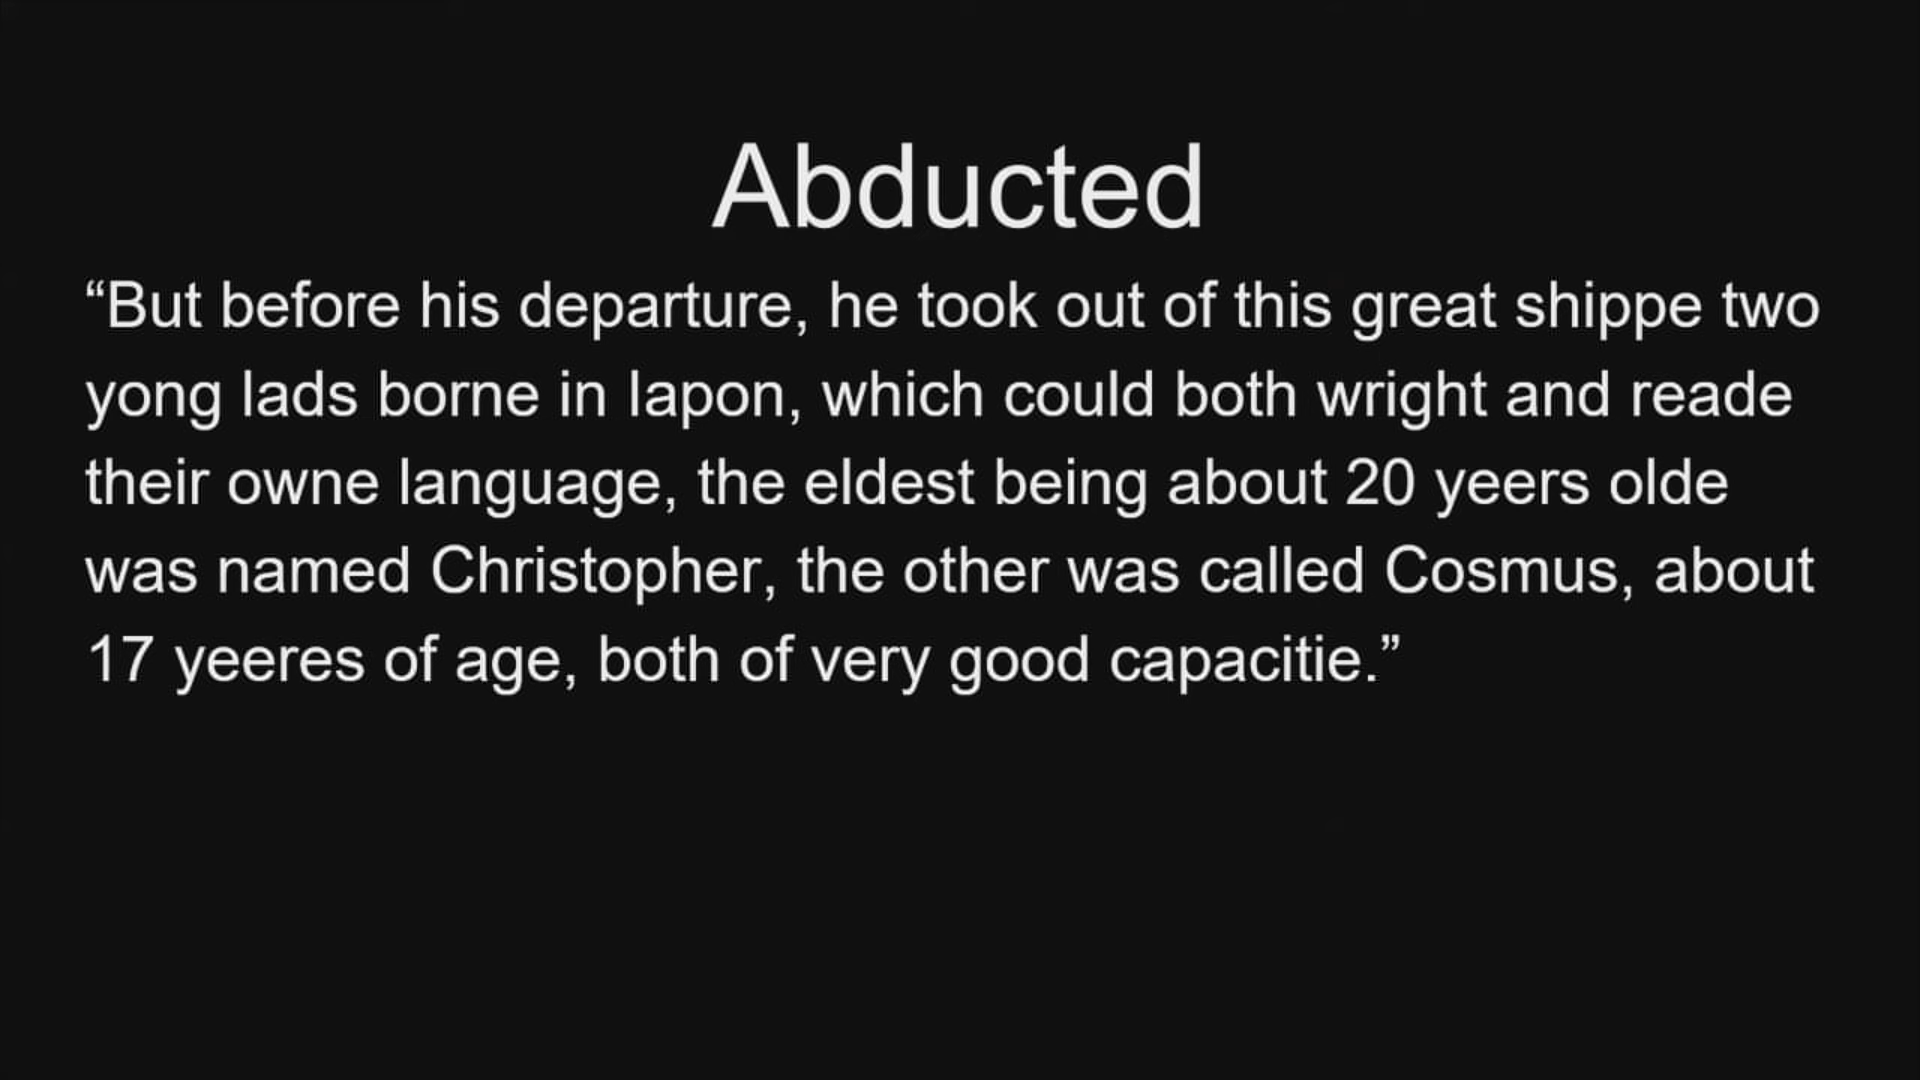 Abducted
“But before his departure, he took out of this great shippe two
yong lads borne in Iapon, which could both wright and reade
their owne language, the eldest being about 20 yeers olde
was named Christopher, the other was called Cosmus, about
17 yeeres of age, both of very good capacitie.”